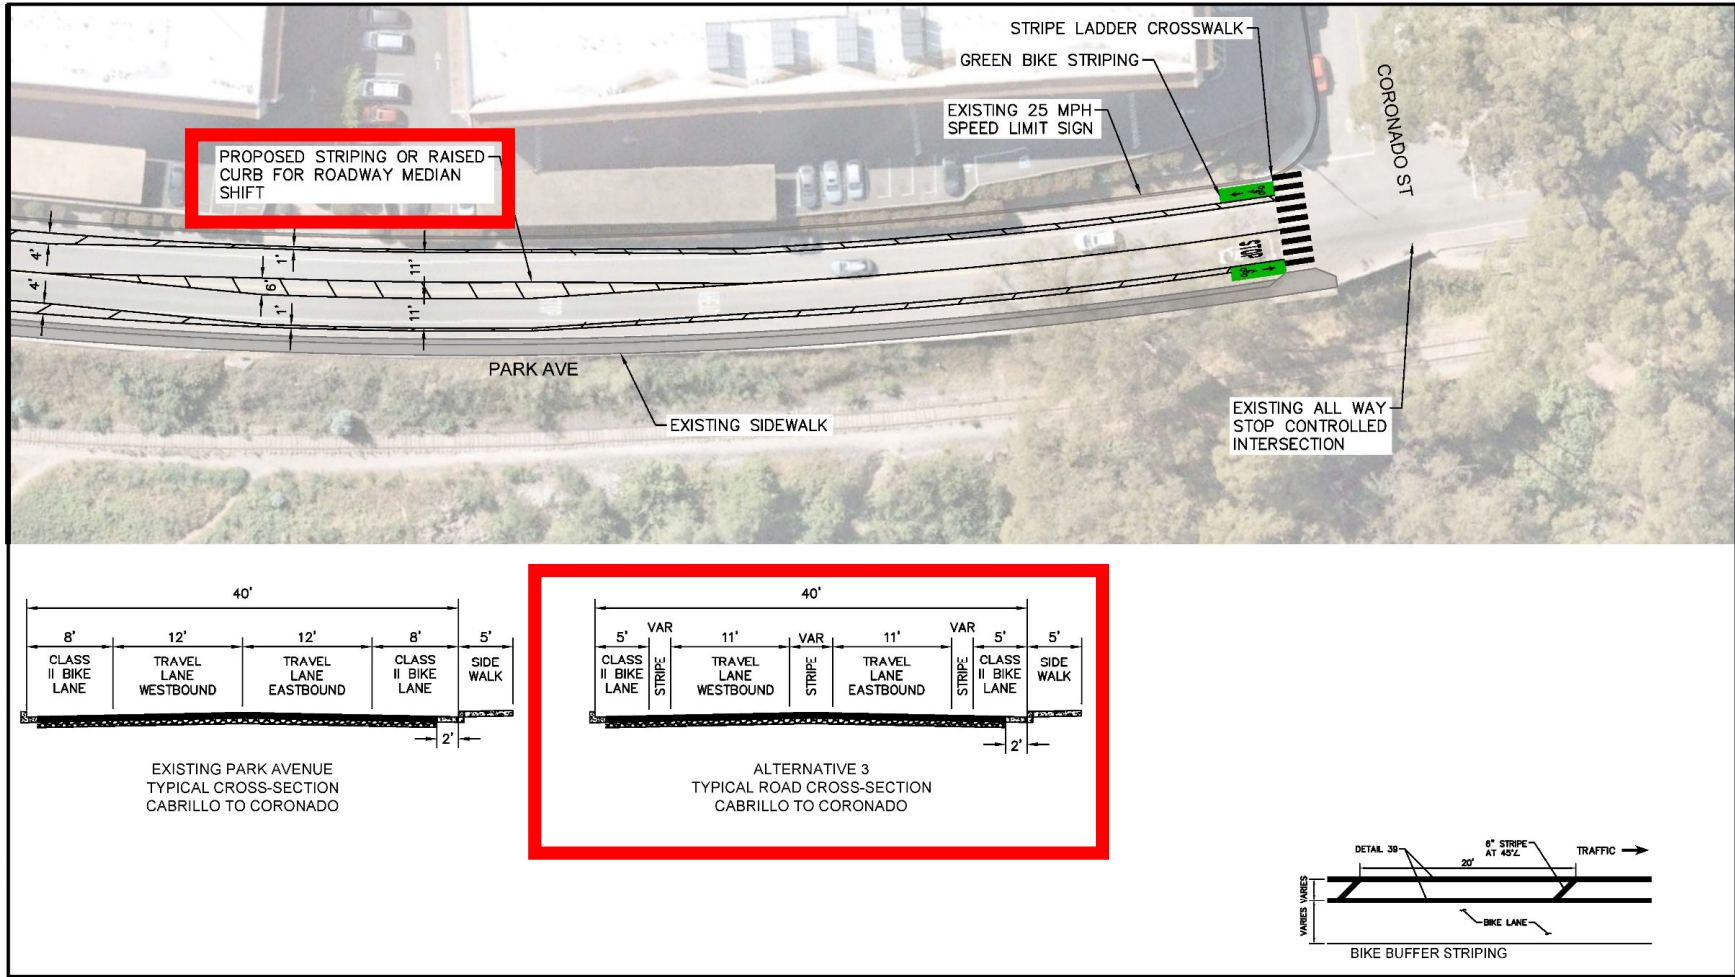 STRIPE LADDER CROSSWALK
GREEN BIKE STRIPING
EXISTING 25 MPH
SPEED LIMIT SIGN
CORONADO ST
PROPOSED STRIPING OR RAISED
CURB FOR ROADWAY MEDIAN
SHIFT
4'
1'
11'
STOP
6'
4'
1'
11'
PARK AVE
EXISTING SIDEWALK
EXISTING ALL WAY
STOP CONTROLLED
INTERSECTION
40'
8' 12' 12' 8' 5'
CLASS II BIKE LANE
TRAVEL LANE WESTBOUND
TRAVEL LANE EASTBOUND
CLASS II BIKE LANE
SIDE WALK
2'
EXISTING PARK AVENUE
TYPICAL CROSS-SECTION
CABRILLO TO CORONADO
40'
5' VAR 11' VAR 11' VAR 5' 5'
CLASS II BIKE LANE
STRIPE
TRAVEL LANE WESTBOUND
STRIPE
TRAVEL LANE EASTBOUND
STRIPE
CLASS II BIKE LANE
SIDE WALK
2'
ALTERNATIVE 3
TYPICAL ROAD CROSS-SECTION
CABRILLO TO CORONADO
DETAIL 39
6" STRIPE
AT 45°∠
TRAFFIC
20'
VARIES
VARIES
BIKE LANE
BIKE BUFFER STRIPING